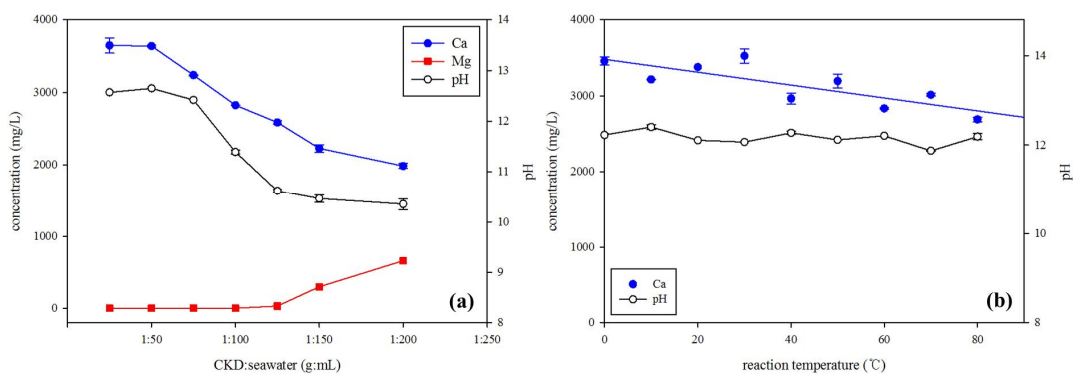 4000
3000
2000
1000
0
concentration (mg/L)
14
13
12
11
10
9
8
pH
Ca
Mg
pH
(a)
1:50
1:100
1:150
1:200
1:250
CKD:seawater (g:mL)
4000
3000
2000
1000
0
concentration (mg/L)
14
12
10
8
pH
Ca
pH
(b)
0
20
40
60
80
reaction temperature (℃)